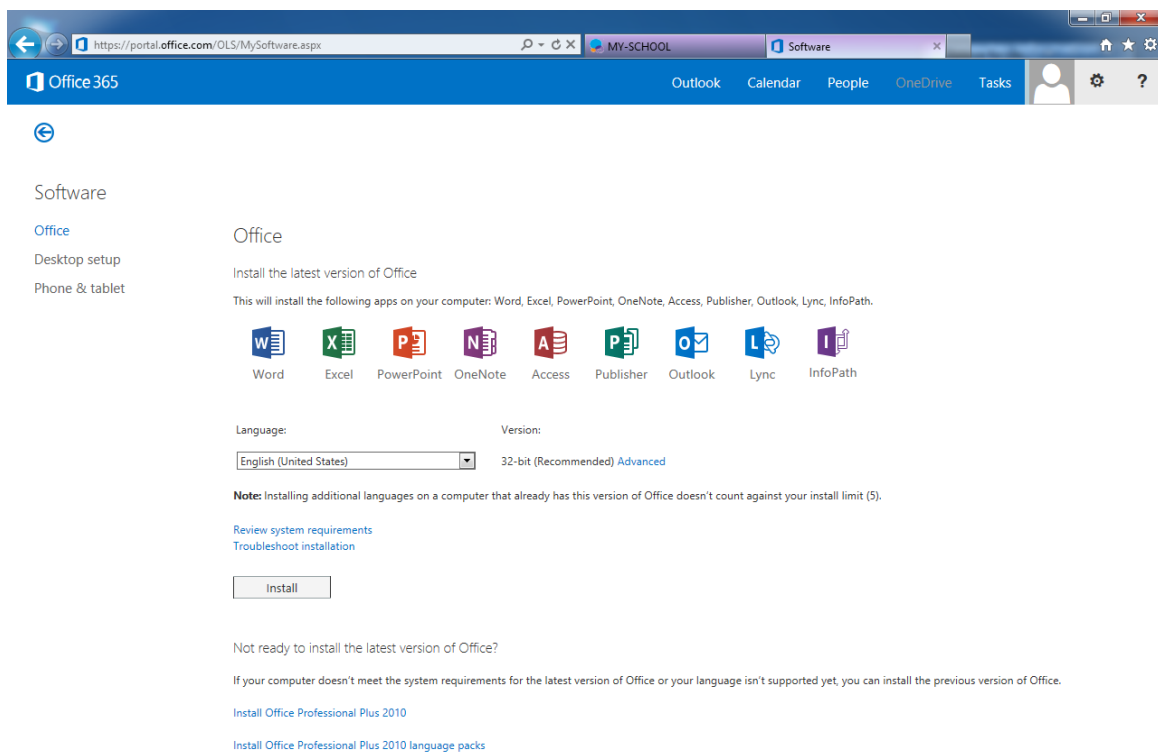 https://portal.office.com/OLS/MySoftware.aspx
MY-SCHOOL
Software
Office 365
Outlook Calendar People OneDrive Tasks ?
Software
Office
Desktop setup
Phone & tablet
Office
Install the latest version of Office
This will install the following apps on your computer: Word, Excel, PowerPoint, OneNote, Access, Publisher, Outlook, Lync, InfoPath.
Word Excel PowerPoint OneNote Access Publisher Outlook Lync InfoPath
Language: Version:
English (United States) 32-bit (Recommended) Advanced
Note: Installing additional languages on a computer that already has this version of Office doesn't count against your install limit (5).
Review system requirements
Troubleshoot installation
Install
Not ready to install the latest version of Office?
If your computer doesn't meet the system requirements for the latest version of Office or your language isn't supported yet, you can install the previous version of Office.
Install Office Professional Plus 2010
Install Office Professional Plus 2010 language packs